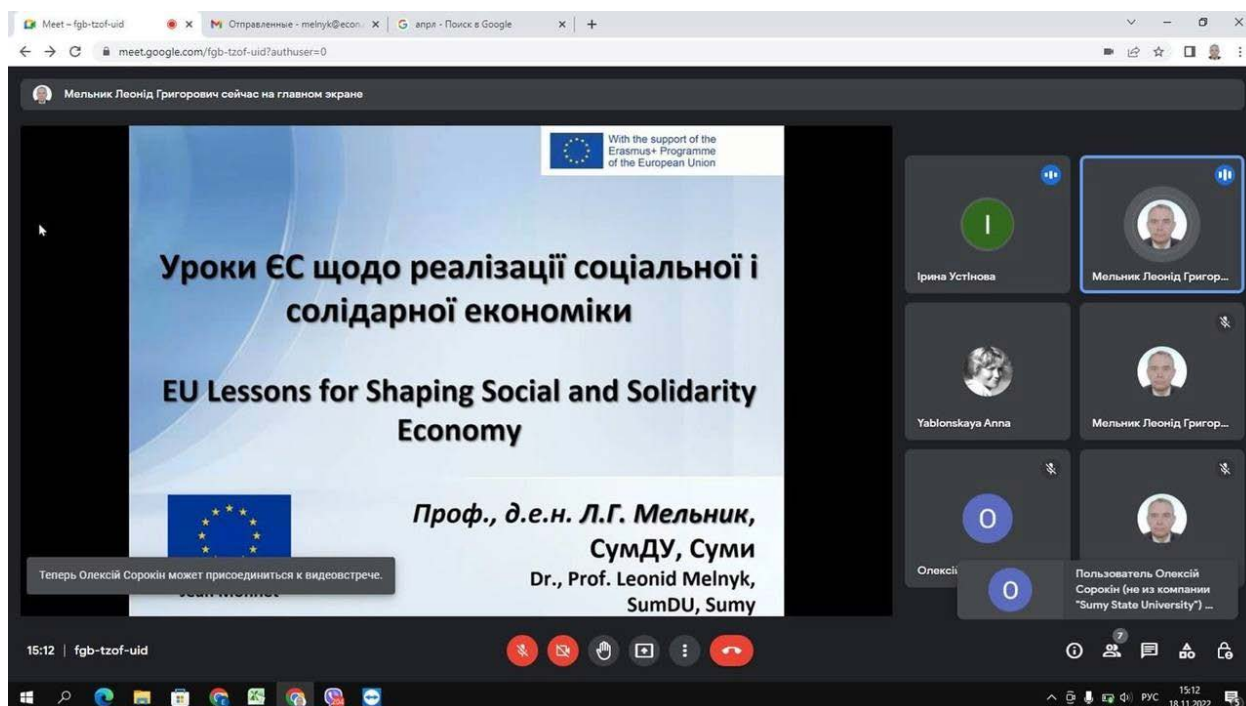 Meet – fgb-tzof-uid
Отправленные - melnyk@econ.
апрл - Поиск в Google
meet.google.com/fgb-tzof-uid?authuser=0
Мельник Леонід Григорович сейчас на главном экране
With the support of the
Erasmus+ Programme
of the European Union
Уроки ЄС щодо реалізації соціальної і
солідарної економіки
EU Lessons for Shaping Social and Solidarity
Economy
Проф., д.е.н. Л.Г. Мельник,
СумДУ, Суми
Dr., Prof. Leonid Melnyk,
SumDU, Sumy
Jean Monnet
Теперь Олексій Сорокін может присоединиться к видеовстрече.
І
Ірина УстІнова
Мельник Леонід Григор...
Yablonskaya Anna
Мельник Леонід Григор...
О
Олексі
О
Пользователь Олексій
Сорокін (не из компании
"Sumy State University") ...
15:12 | fgb-tzof-uid
7
РУС
15:12
18.11.2022
5